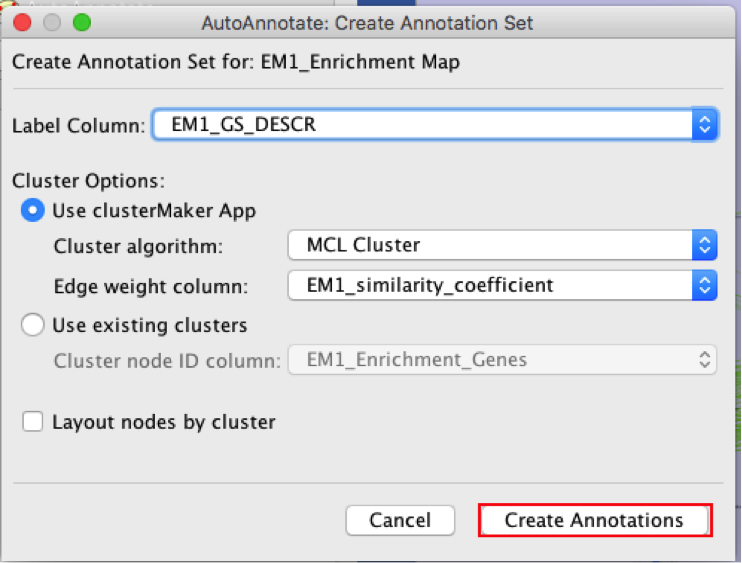 AutoAnnotate: Create Annotation Set
Create Annotation Set for: EM1_Enrichment Map
Label Column: EM1_GS_DESCR
Cluster Options:
Use clusterMaker App
Cluster algorithm: MCL Cluster
Edge weight column: EM1_similarity_coefficient
Use existing clusters
Cluster node ID column: EM1_Enrichment_Genes
Layout nodes by cluster
Cancel Create Annotations